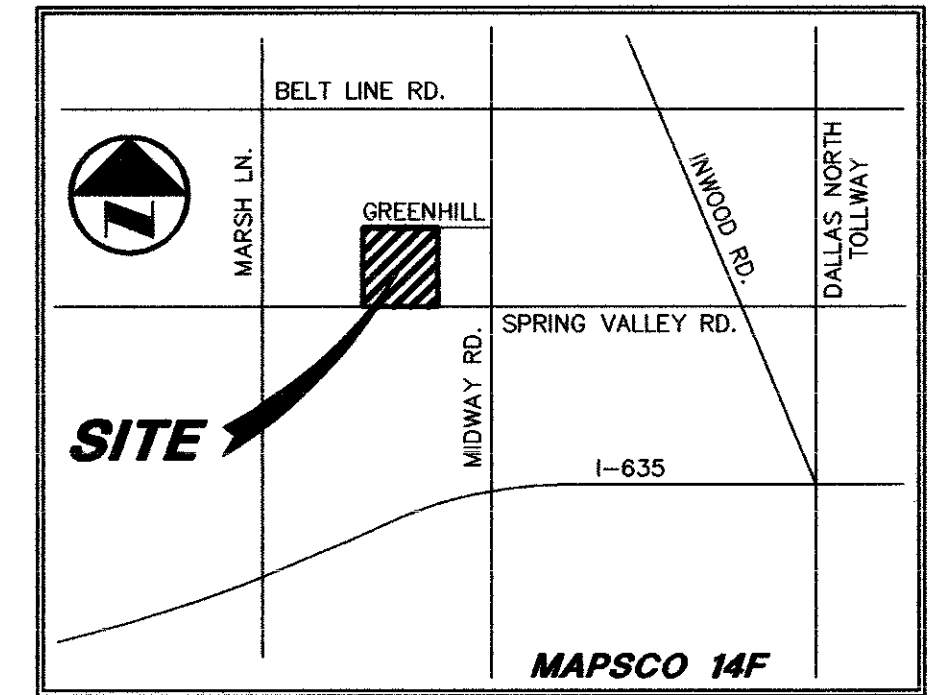 BELT LINE RD.
MARSH LN.
GREENHILL
INWOOD RD.
DALLAS NORTH
TOLLWAY
SPRING VALLEY RD.
MIDWAY RD.
SITE
I-635
MAPSCO 14F